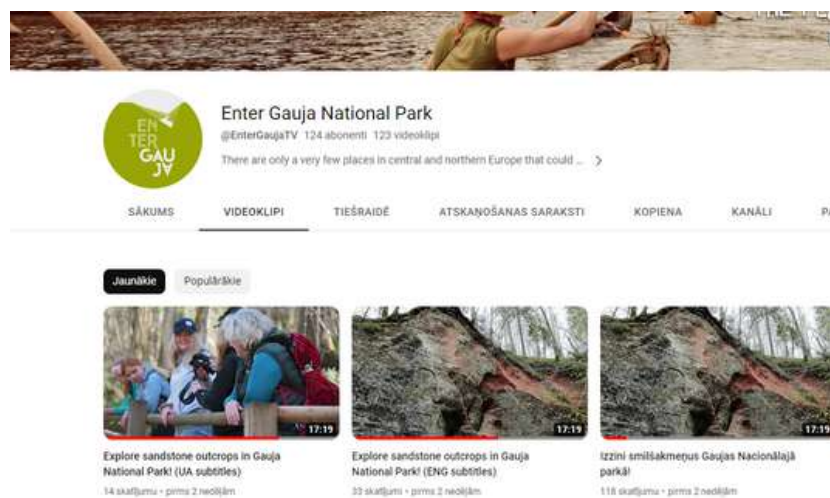 EN
TER
GAU
JA
Enter Gauja National Park
@EnterGaujaTV 124 abonenti 123 videoklipi
There are only a very few places in central and northern Europe that could ...
SĀKUMS VIDEOKLIPI TIEŠRAIDĒ ATSKAŅOŠANAS SARAKSTI KOPIENA KANĀLI
Jaunākie Populārākie
17:19 17:19 17:19
Explore sandstone outcrops in Gauja
National Park! (UA subtitles)
14 skatījumu • pirms 2 nedēļām
Explore sandstone outcrops in Gauja
National Park! (ENG subtitles)
33 skatījumi • pirms 2 nedēļām
Izzini smilšakmeņus Gaujas Nacionālajā
parkā!
118 skatījumu • pirms 2 nedēļām